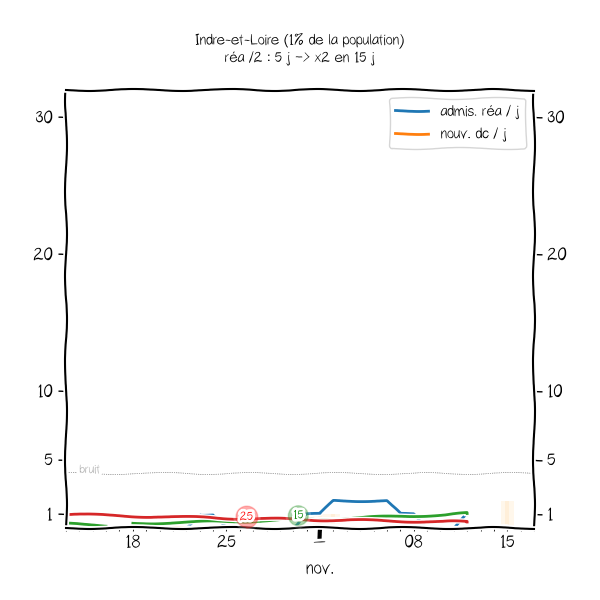 Indre-et-Loire (1% de la population)
réa /2 : 5 j -> x2 en 15 j
admis. réa / j
nouv. dc / j
30
30
20
20
10
10
5
5
bruit
1
25
15
1
18
25
1
08
15
nov.